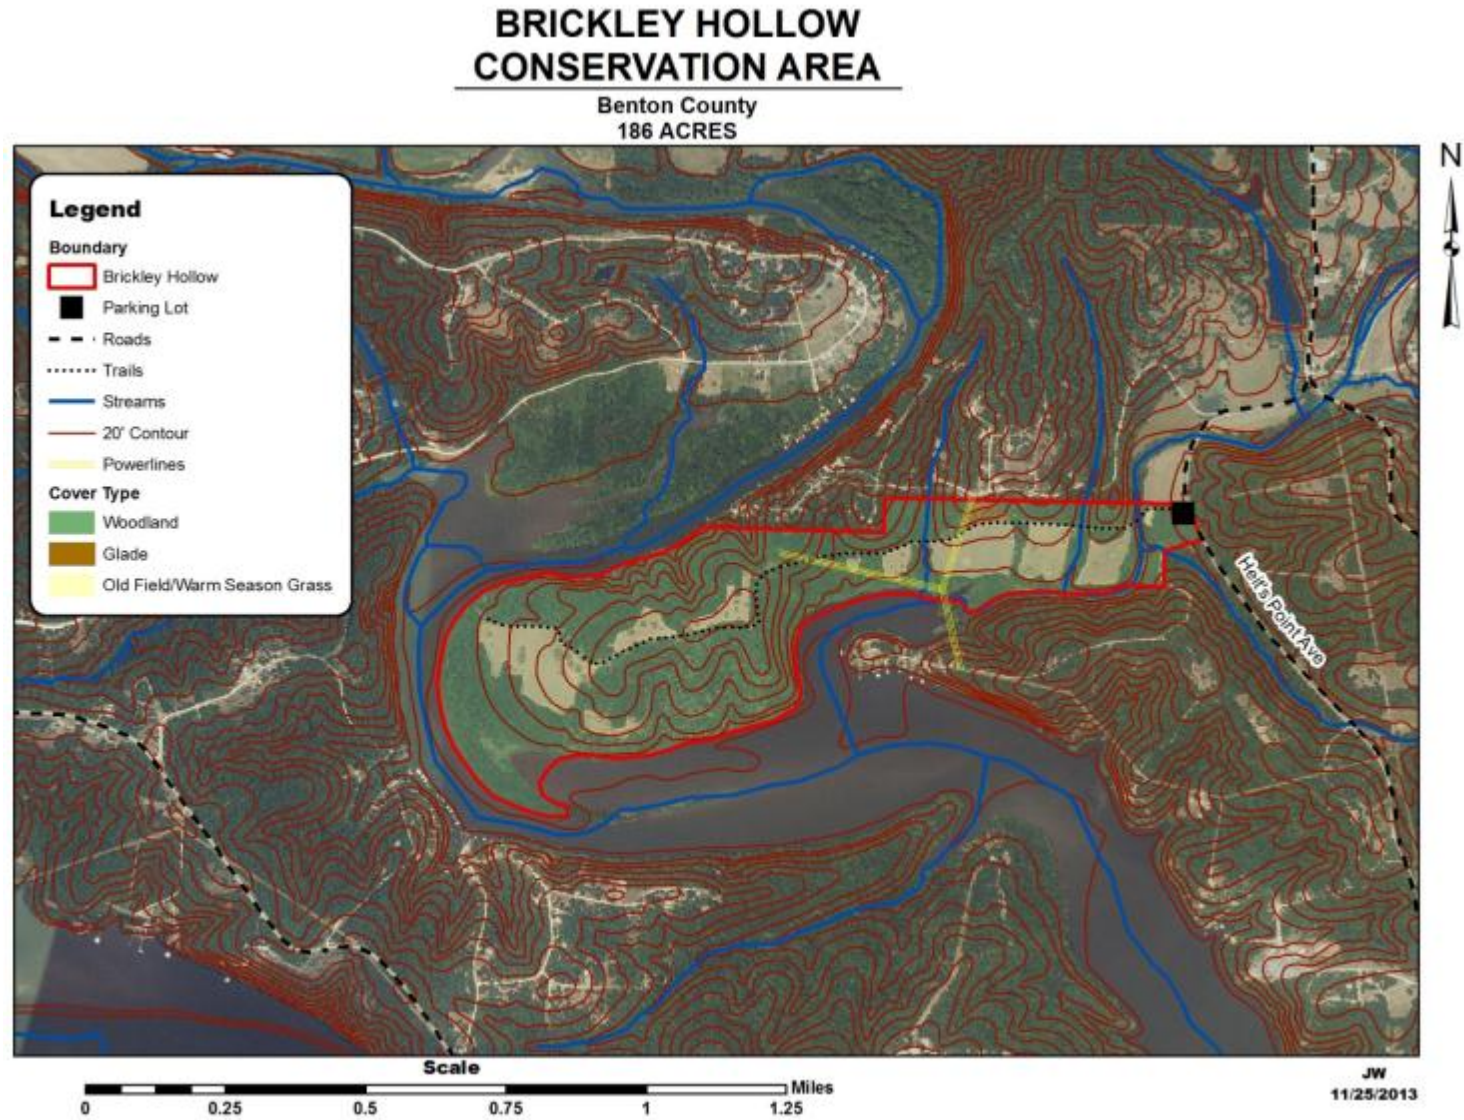 BRICKLEY HOLLOW
CONSERVATION AREA
Benton County
186 ACRES
N
Legend
Boundary
Brickley Hollow
Parking Lot
Roads
Trails
Streams
20' Contour
Powerlines
Cover Type
Woodland
Glade
Old Field/Warm Season Grass
Heit's Point Ave
Scale
Miles
0 0.25 0.5 0.75 1 1.25
JW
11/25/2013